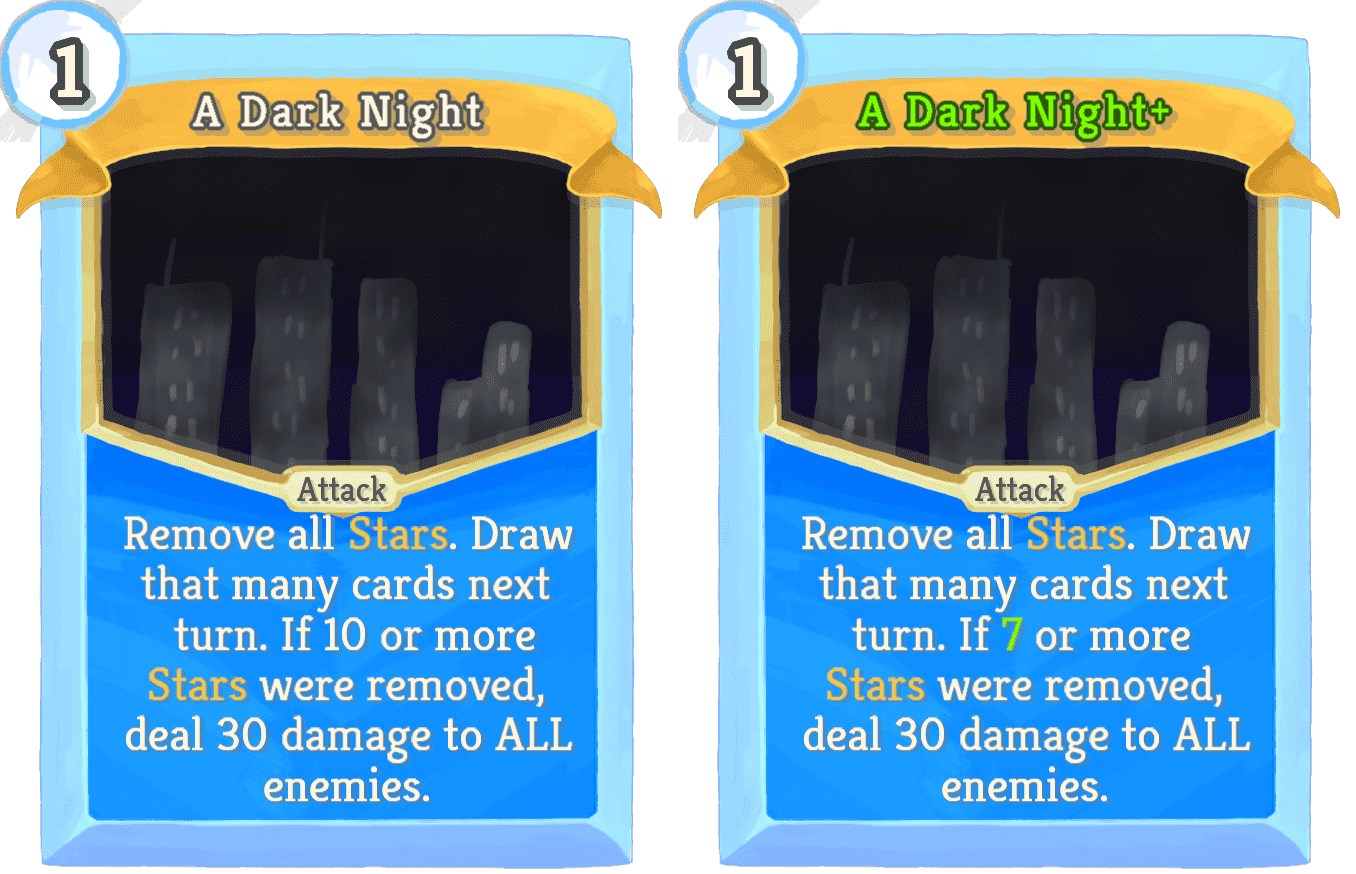 1
A Dark Night
Attack
Remove all Stars. Draw
that many cards next
turn. If 10 or more
Stars were removed,
deal 30 damage to ALL
enemies.
1
A Dark Night+
Attack
Remove all Stars. Draw
that many cards next
turn. If 7 or more
Stars were removed,
deal 30 damage to ALL
enemies.